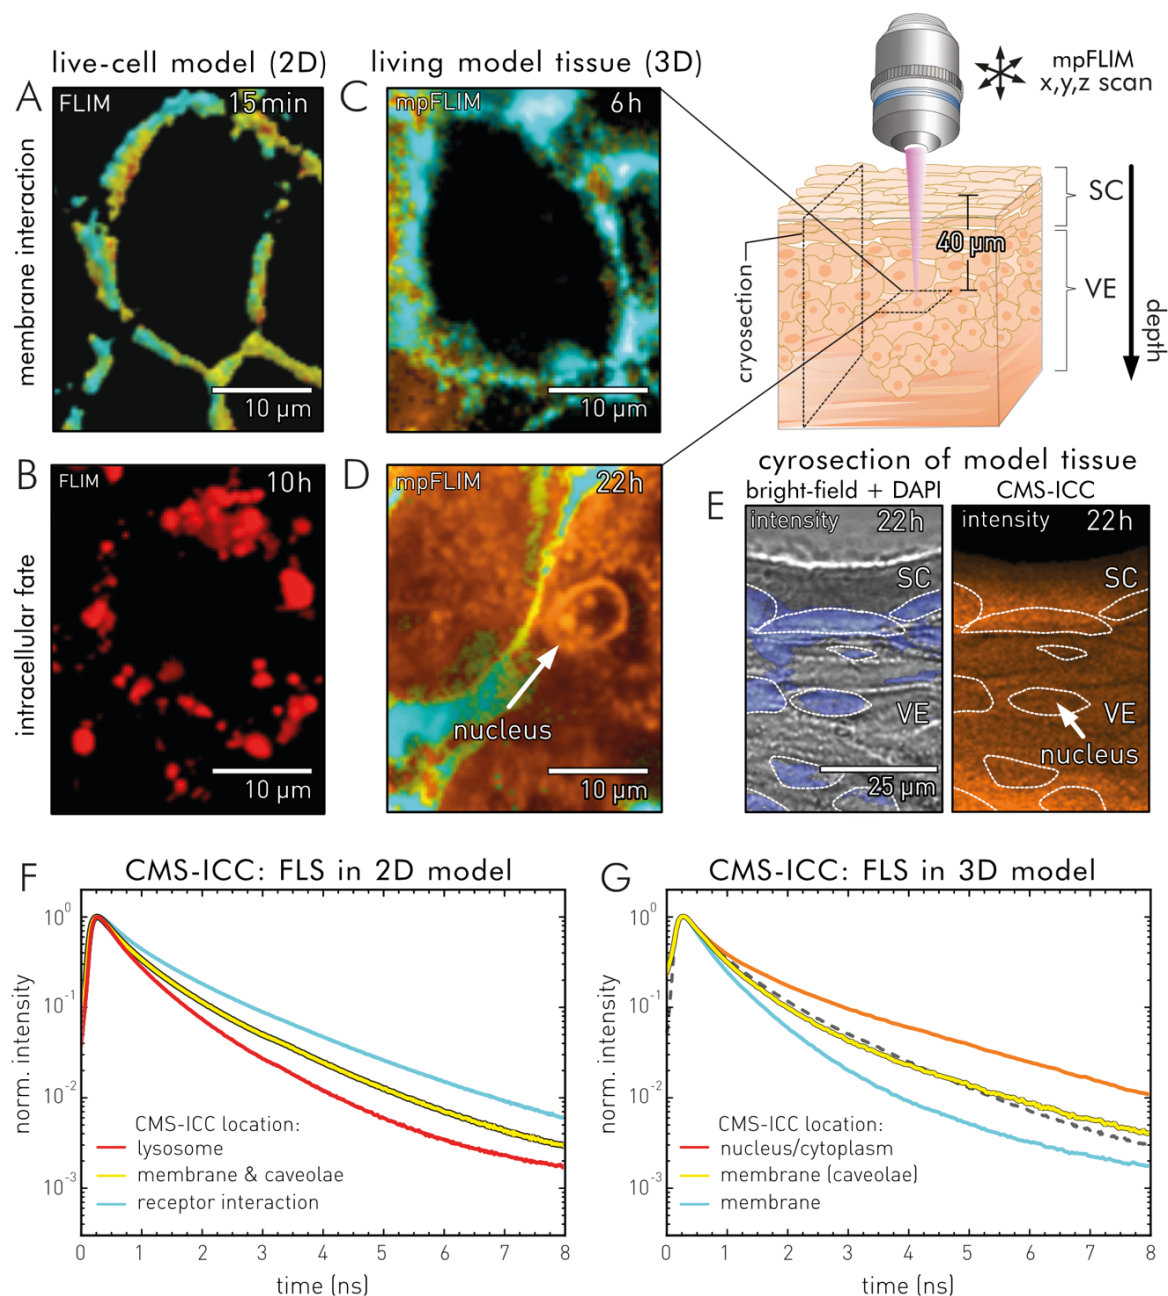 live-cell model (2D)
living model tissue (3D)
mpFLIM
x,y,z scan
A
FLIM
15min
C
mpFLIM
6h
membrane interaction
10 µm
10 µm
SC
40 µm
VE
cryosection
depth
B
FLIM
10h
D
mpFLIM
22h
intracellular fate
nucleus
10 µm
10 µm
cyrosection of model tissue
bright-field + DAPI
CMS-ICC
E
intensity
22h
intensity
22h
SC
SC
VE
VE
nucleus
25 µm
F
CMS-ICC: FLS in 2D model
10⁰
10⁻¹
10⁻²
10⁻³
norm. intensity
CMS-ICC location:
lysosome
membrane & caveolae
receptor interaction
0 1 2 3 4 5 6 7 8
time (ns)
G
CMS-ICC: FLS in 3D model
10⁰
10⁻¹
10⁻²
10⁻³
norm. intensity
CMS-ICC location:
nucleus/cytoplasm
membrane (caveolae)
membrane
0 1 2 3 4 5 6 7 8
time (ns)